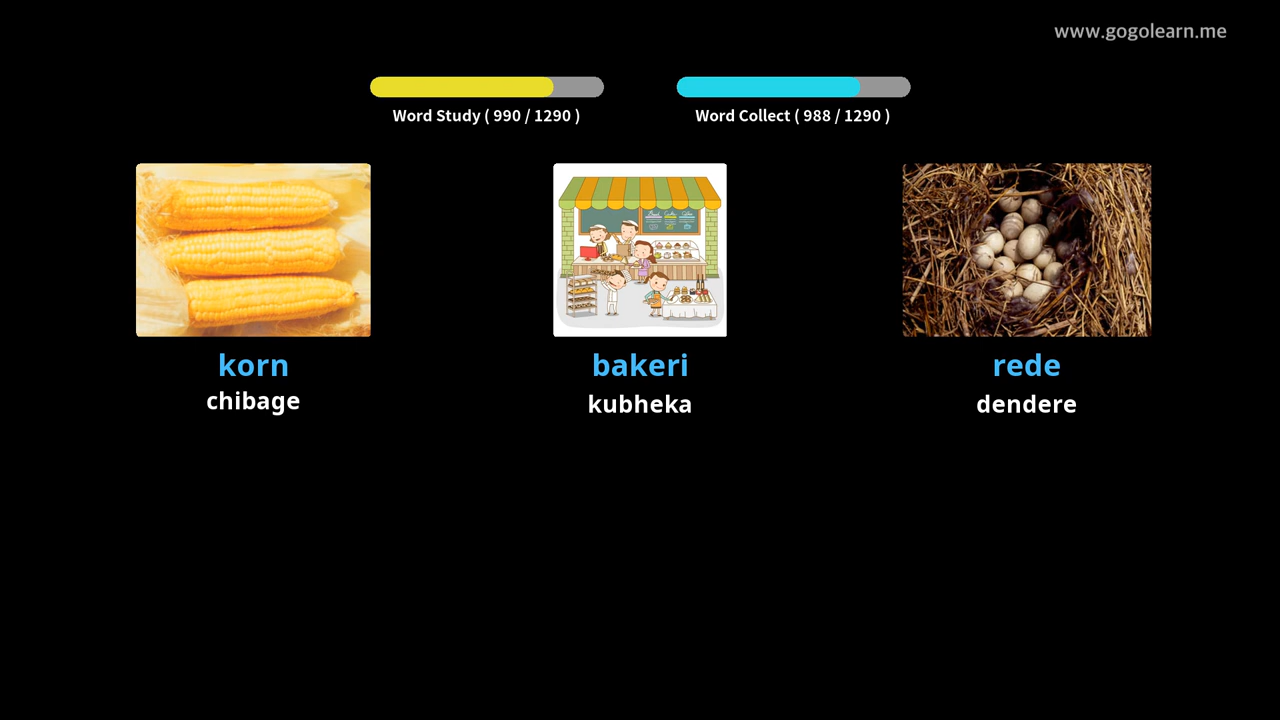 www.gogolearn.me
Word Study ( 990 / 1290 )
Word Collect ( 988 / 1290 )
korn
chibage
bakeri
kubheka
rede
dendere